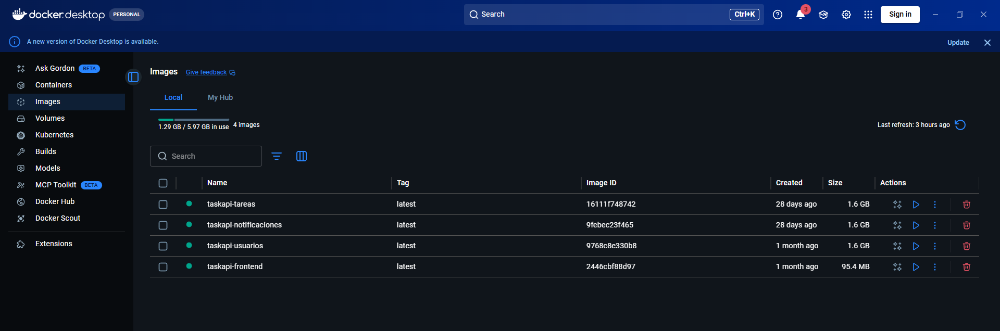 docker.desktop PERSONAL Search Ctrl+K 3 Sign in
A new version of Docker Desktop is available. Update
Ask Gordon BETA
Containers
Images
Volumes
Kubernetes
Builds
Models
MCP Toolkit BETA
Docker Hub
Docker Scout
Extensions
Images Give feedback
Local My Hub
1.29 GB / 5.97 GB in use 4 images Last refresh: 3 hours ago
Search
Name Tag Image ID Created Size Actions
taskapi-tareas latest 16111f748742 28 days ago 1.6 GB
taskapi-notificaciones latest 9febec23f465 28 days ago 1.6 GB
taskapi-usuarios latest 9768c8e330b8 1 month ago 1.6 GB
taskapi-frontend latest 2446cbf88d97 1 month ago 95.4 MB